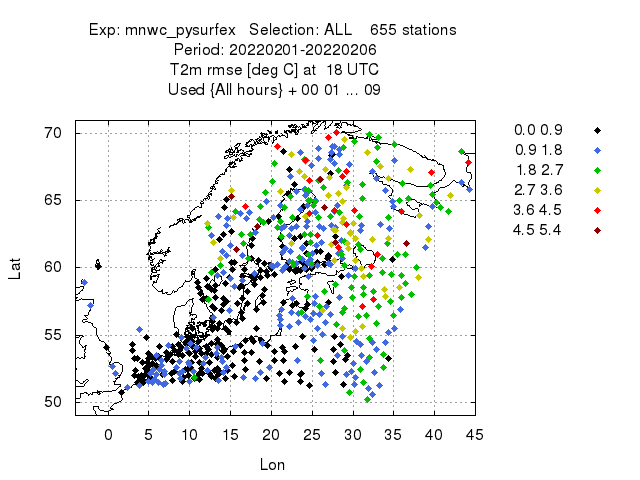 Exp: mnwc_pysurfex   Selection: ALL    655 stations
Period: 20220201-20220206
T2m rmse [deg C] at  18 UTC
Used {All hours} + 00 01 ... 09
0.0 0.9
0.9 1.8
1.8 2.7
2.7 3.6
3.6 4.5
4.5 5.4
70
65
60
55
50
Lat
0 5 10 15 20 25 30 35 40 45
Lon